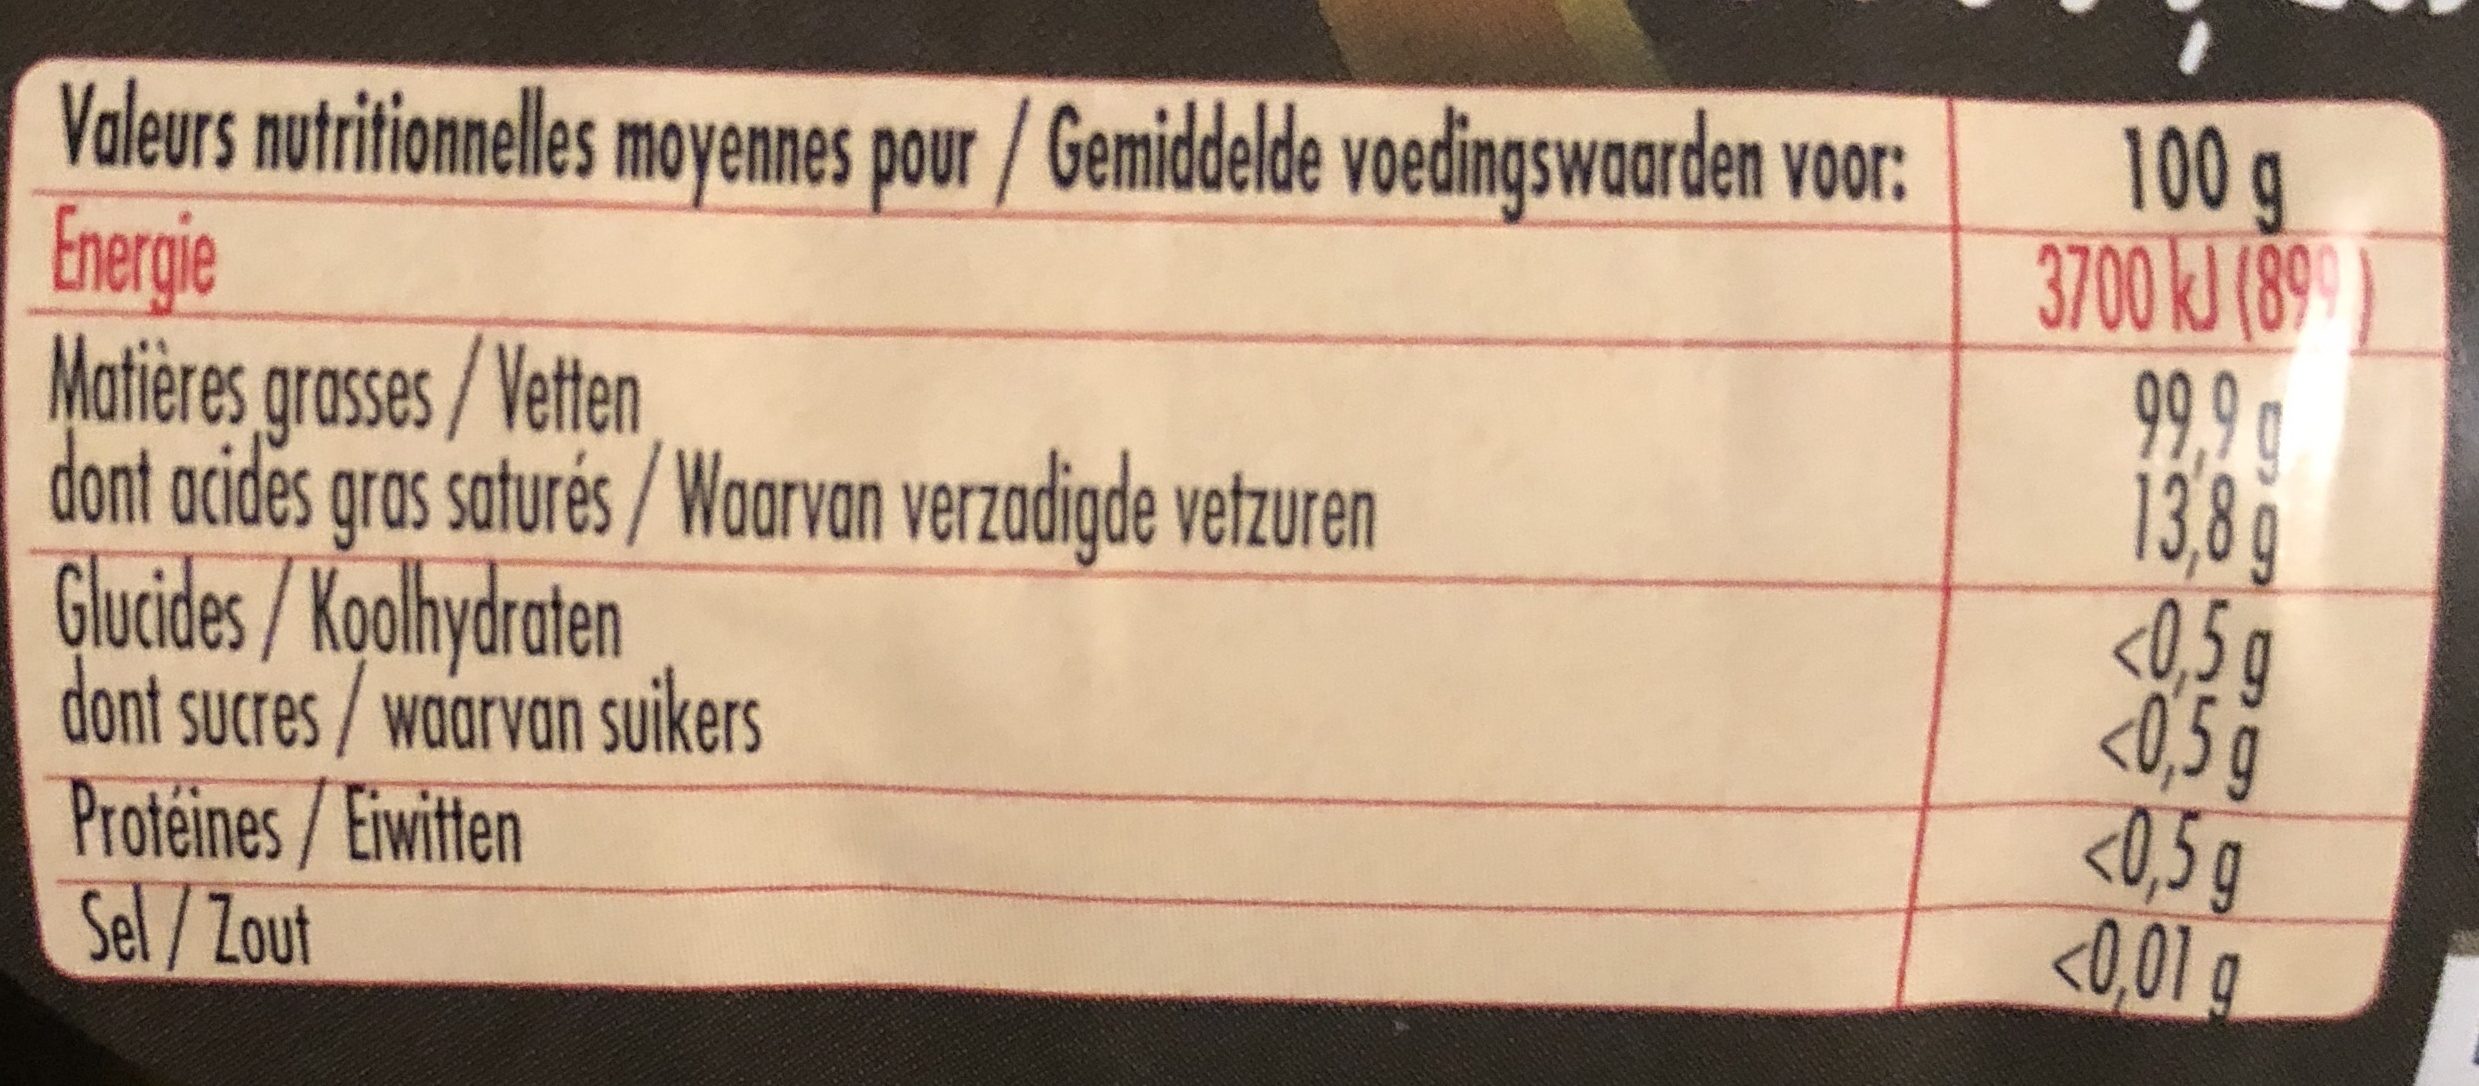 Valeurs nutritionnelles moyennes pour / Gemiddelde voedingswaarden voor: 100 g
Energie 3700 kJ (899)
Matières grasses / Vetten 99,9 g
dont acides gras saturés / Waarvan verzadigde vetzuren 13,8 g
Glucides / Koolhydraten <0,5 g
dont sucres / waarvan suikers <0,5 g
Protéines / Eiwitten <0,5 g
Sel / Zout <0,01 g